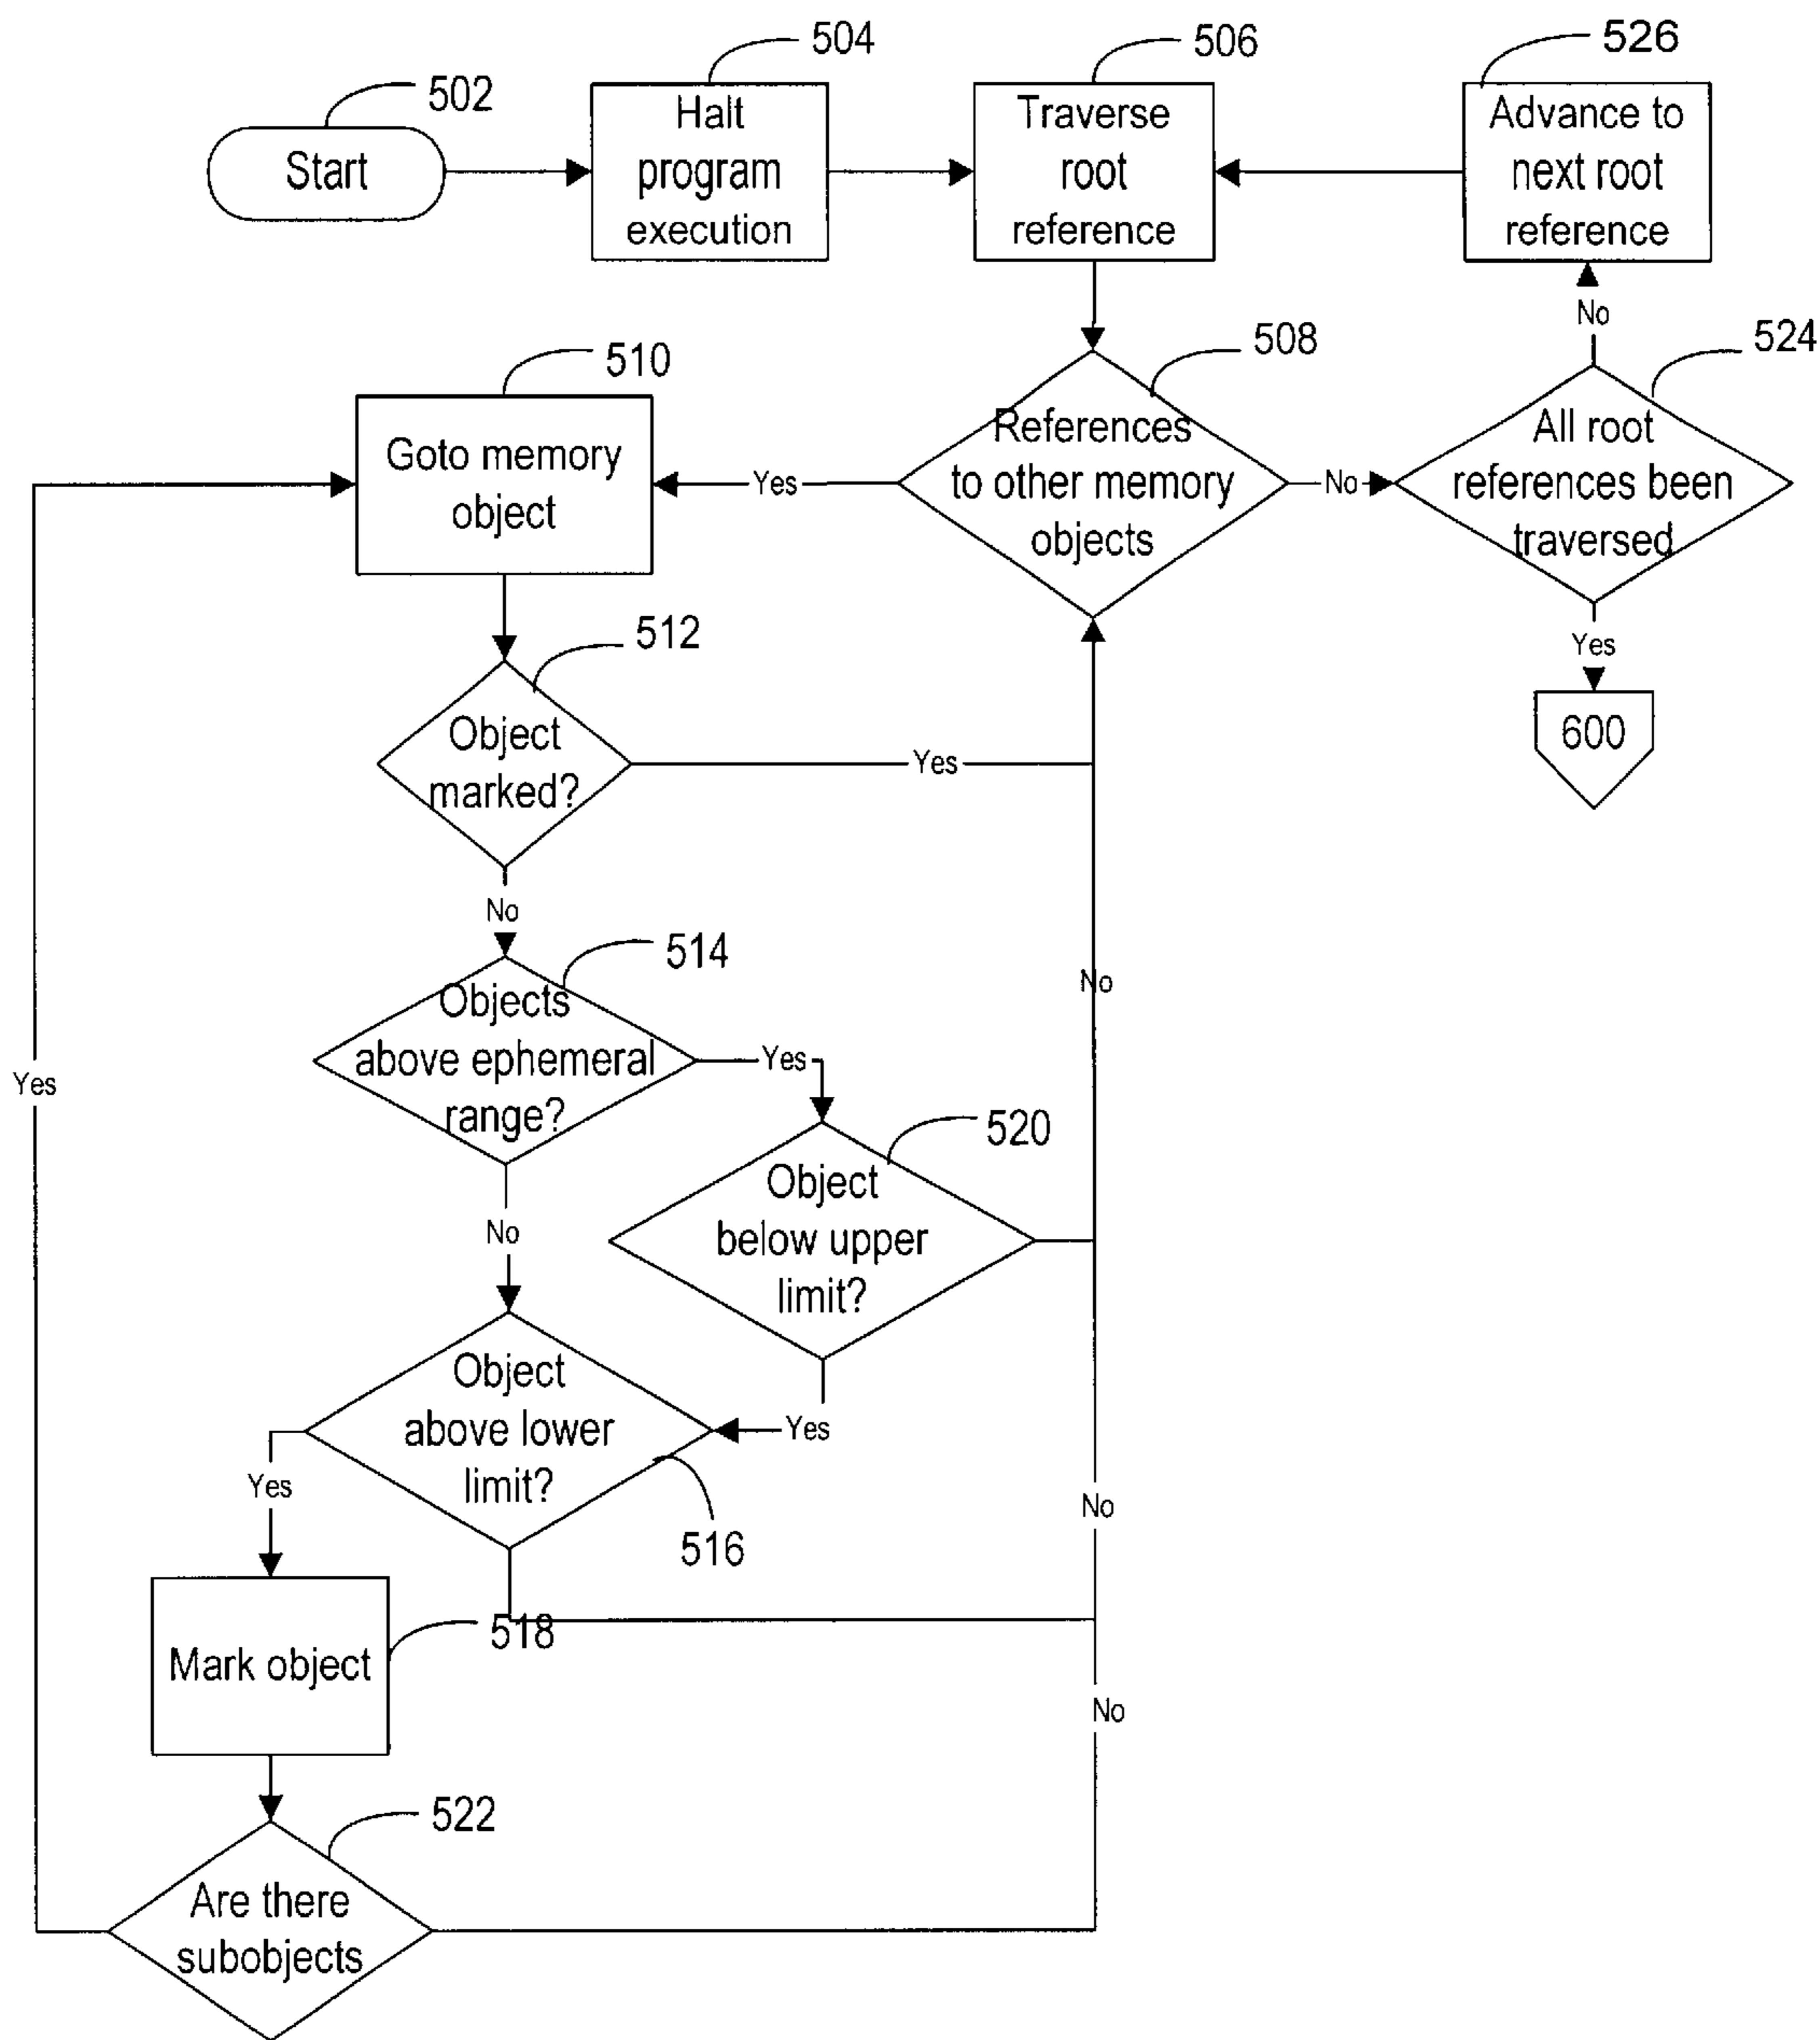 504
506
526
502
Start
Halt
program
execution
Traverse
root
reference
Advance to
next root
reference
No
510
508
524
Goto memory
object
Yes
References
to other memory
objects
No
All root
references been
traversed
Yes
600
512
Object
marked?
Yes
No
No
514
Objects
above ephemeral
range?
Yes
Yes
520
Object
below upper
limit?
No
Object
above lower
limit?
Yes
Yes
No
516
Mark object
518
No
522
Are there
subobjects